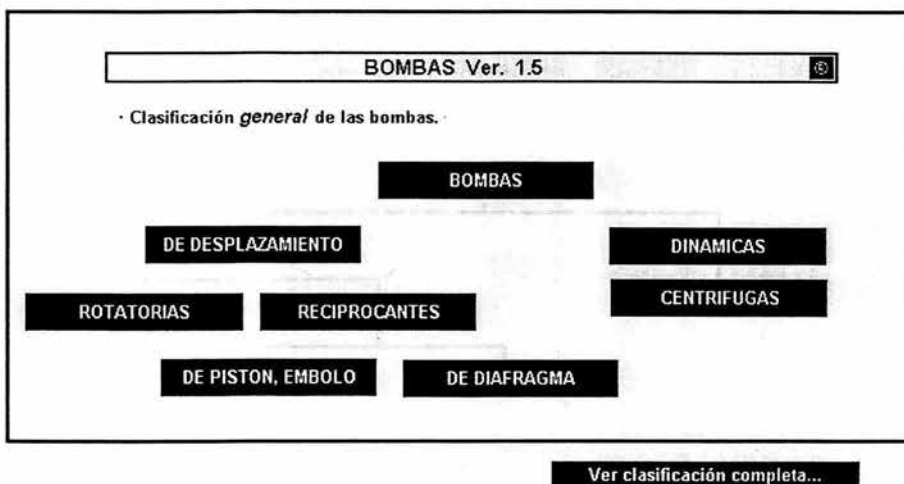 BOMBAS Ver. 1.5
· Clasificación general de las bombas. ·
BOMBAS
DE DESPLAZAMIENTO
DINAMICAS
ROTATORIAS
RECIPROCANTES
CENTRIFUGAS
DE PISTON, EMBOLO
DE DIAFRAGMA
Ver clasificación completa...